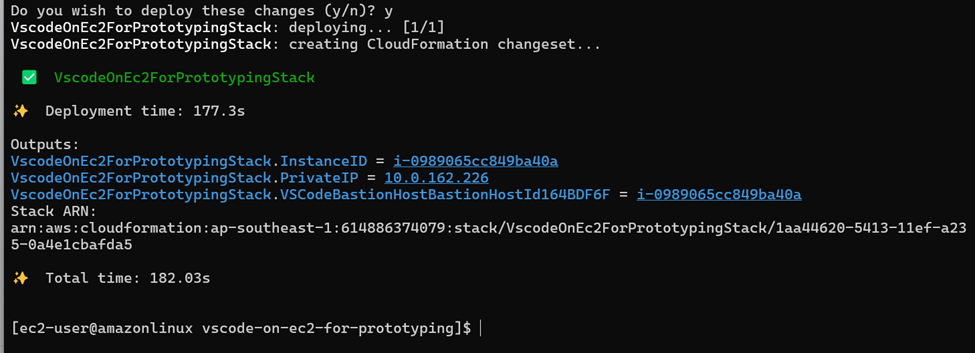 Do you wish to deploy these changes (y/n)? y
VscodeOnEc2ForPrototypingStack: deploying... [1/1]
VscodeOnEc2ForPrototypingStack: creating CloudFormation changeset...
✅ VscodeOnEc2ForPrototypingStack
✨ Deployment time: 177.3s
Outputs:
VscodeOnEc2ForPrototypingStack.InstanceID = i-0989065cc849ba40a
VscodeOnEc2ForPrototypingStack.PrivateIP = 10.0.162.226
VscodeOnEc2ForPrototypingStack.VSCodeBastionHostBastionHostId164BDF6F = i-0989065cc849ba40a
Stack ARN:
arn:aws:cloudformation:ap-southeast-1:614886374079:stack/VscodeOnEc2ForPrototypingStack/1aa44620-5413-11ef-a23
5-0a4e1cbafda5
✨ Total time: 182.03s
[ec2-user@amazonlinux vscode-on-ec2-for-prototyping]$